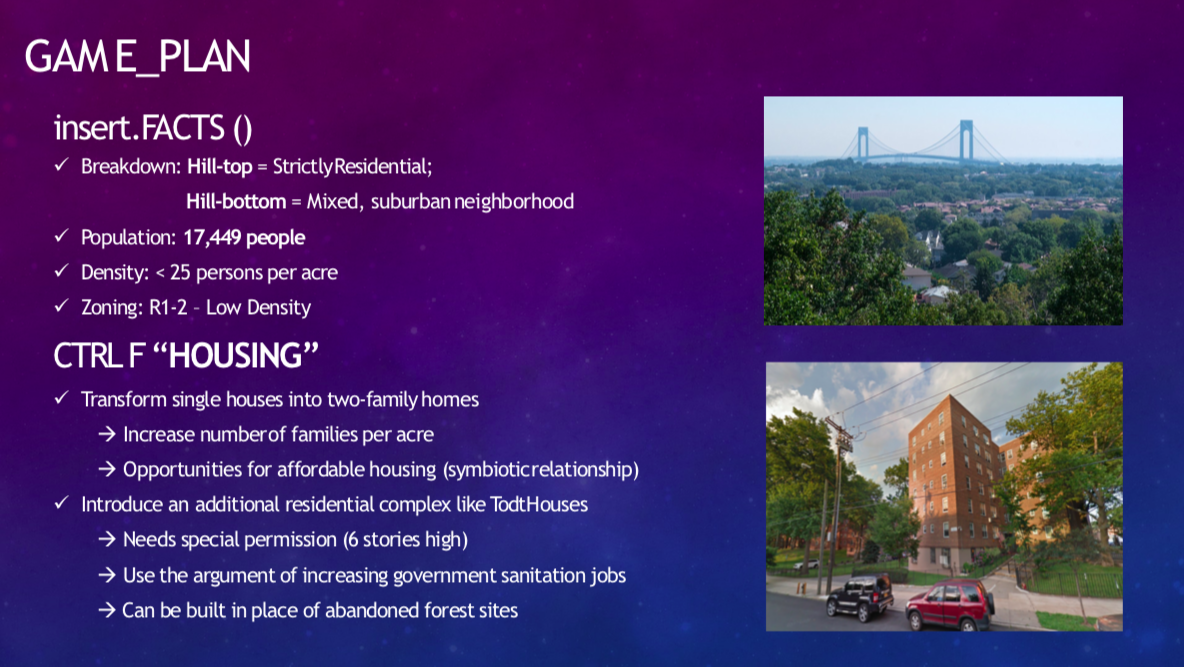 GAME_PLAN
insert.FACTS ()
✓ Breakdown: Hill-top = Strictly Residential;
Hill-bottom = Mixed, suburban neighborhood
✓ Population: 17,449 people
✓ Density: < 25 persons per acre
✓ Zoning: R1-2 – Low Density
CTRL F “HOUSING”
✓ Transform single houses into two-family homes
→ Increase number of families per acre
→ Opportunities for affordable housing (symbiotic relationship)
✓ Introduce an additional residential complex like Todt Houses
→ Needs special permission (6 stories high)
→ Use the argument of increasing government sanitation jobs
→ Can be built in place of abandoned forest sites